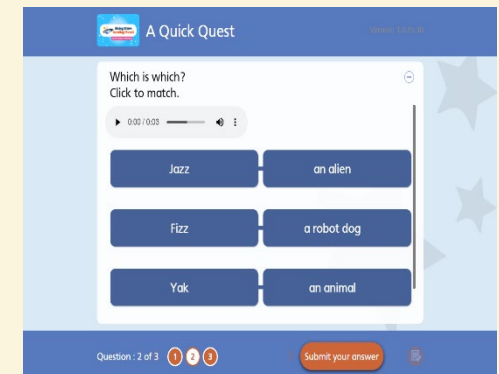 A Quick Quest
Which is which?
Click to match.
0:00 / 0:03
Jazz
an alien
Fizz
a robot dog
Yak
an animal
Question : 2 of 3
1 2 3
Submit your answer